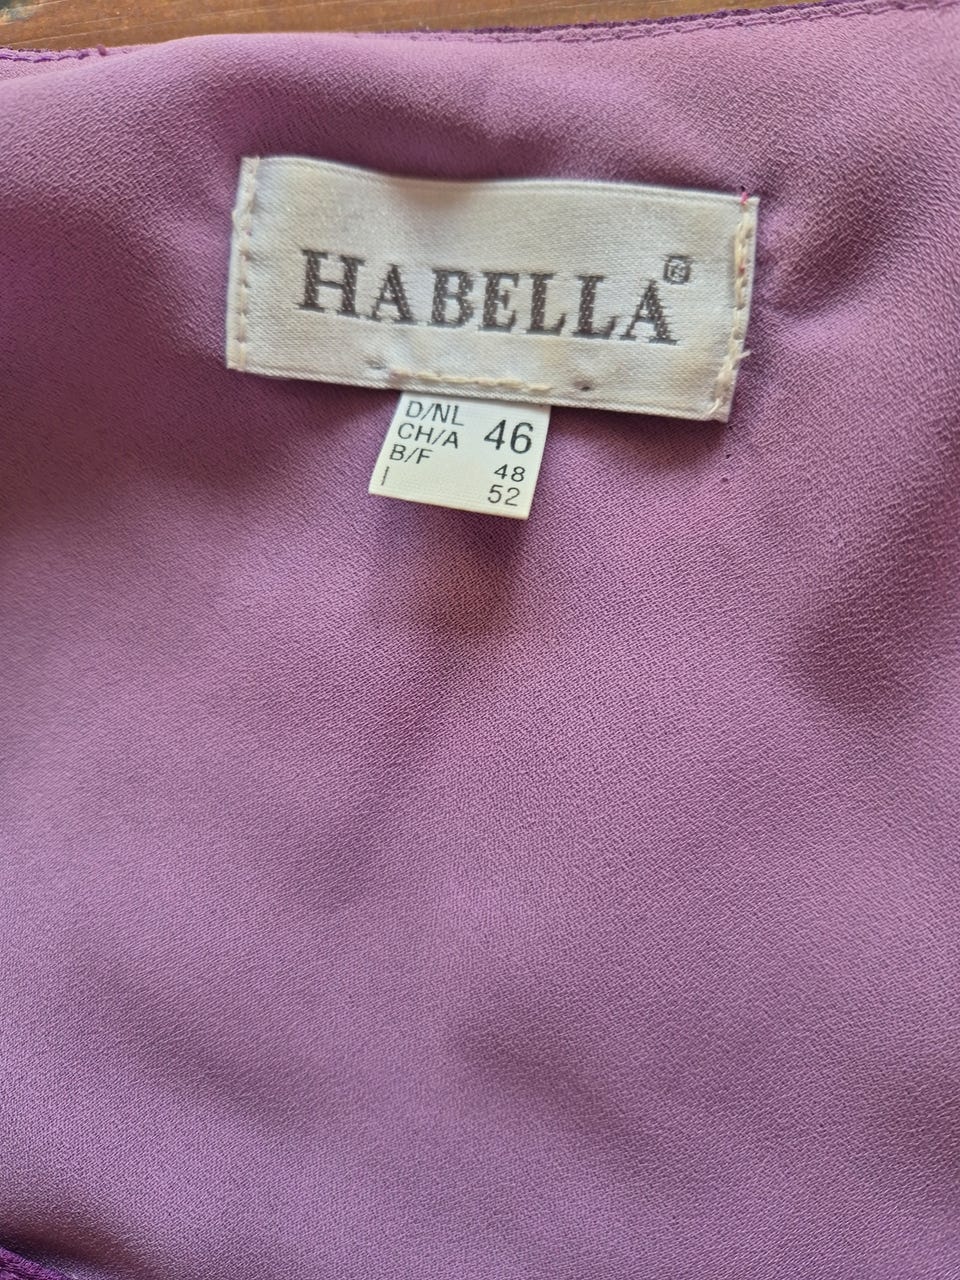 HABELLA®
D/NL
CH/A 46
B/F 48
I 52